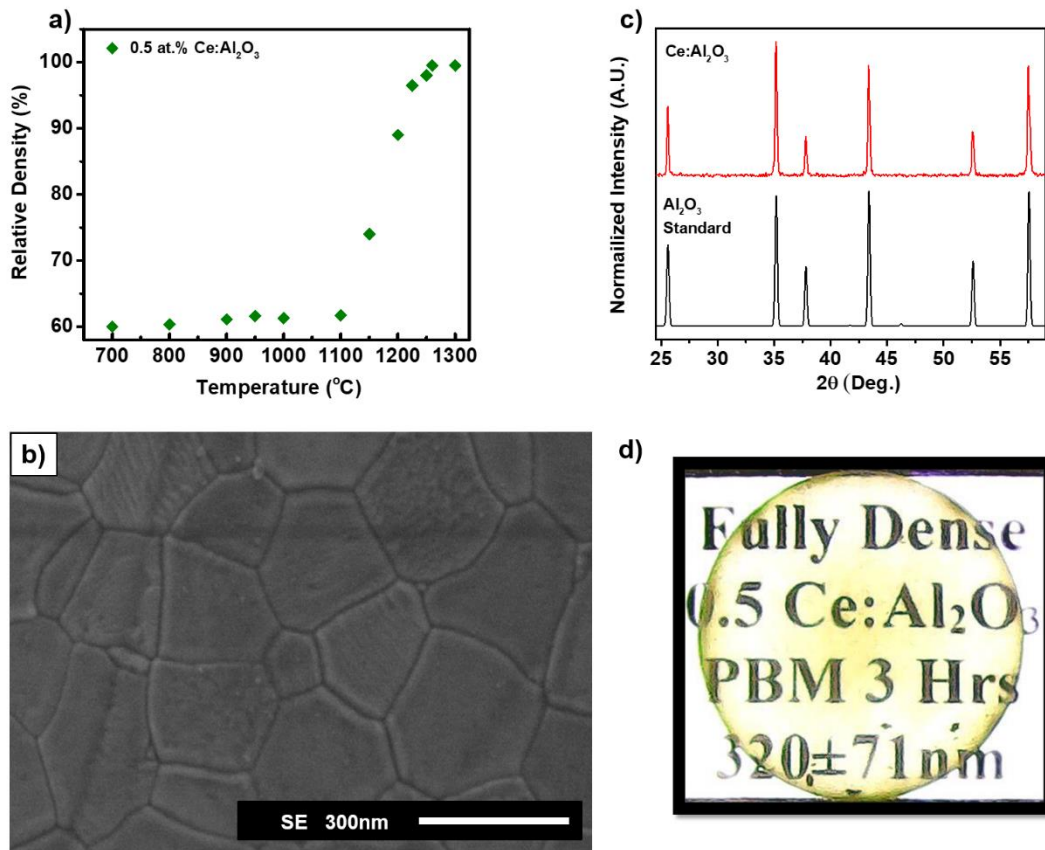 a)
0.5 at.% Ce:Al₂O₃
Relative Density (%)
100
90
80
70
60
700 800 900 1000 1100 1200 1300
Temperature (°C)
c)
Ce:Al₂O₃
Al₂O₃
Standard
Normailized Intensity (A.U.)
25 30 35 40 45 50 55
2θ (Deg.)
b)
SE 300nm
d)
Fully Dense
0.5 Ce:Al₂O₃
PBM 3 Hrs
320±71nm